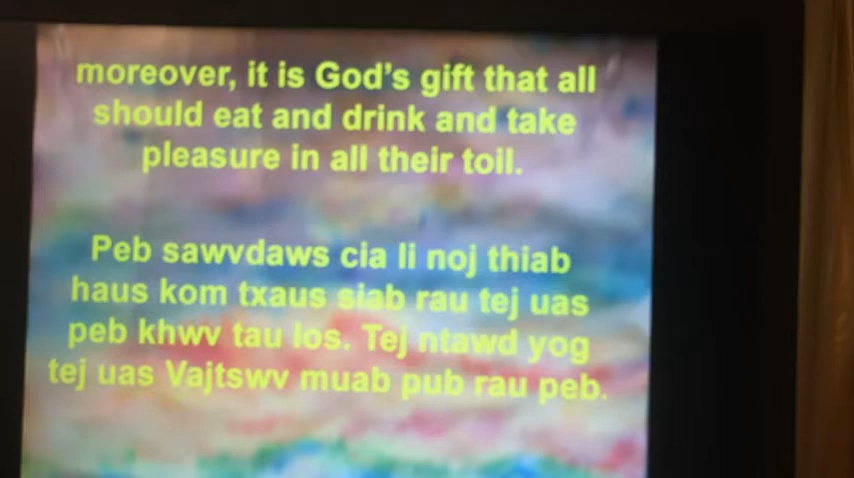 moreover, it is God's gift that all
should eat and drink and take
pleasure in all their toil.
Peb sawvdaws cia li noj thiab
haus kom txaus siab rau tej uas
peb khwv tau los. Tej ntawd yog
tej uas Vajtswv muab pub rau peb.